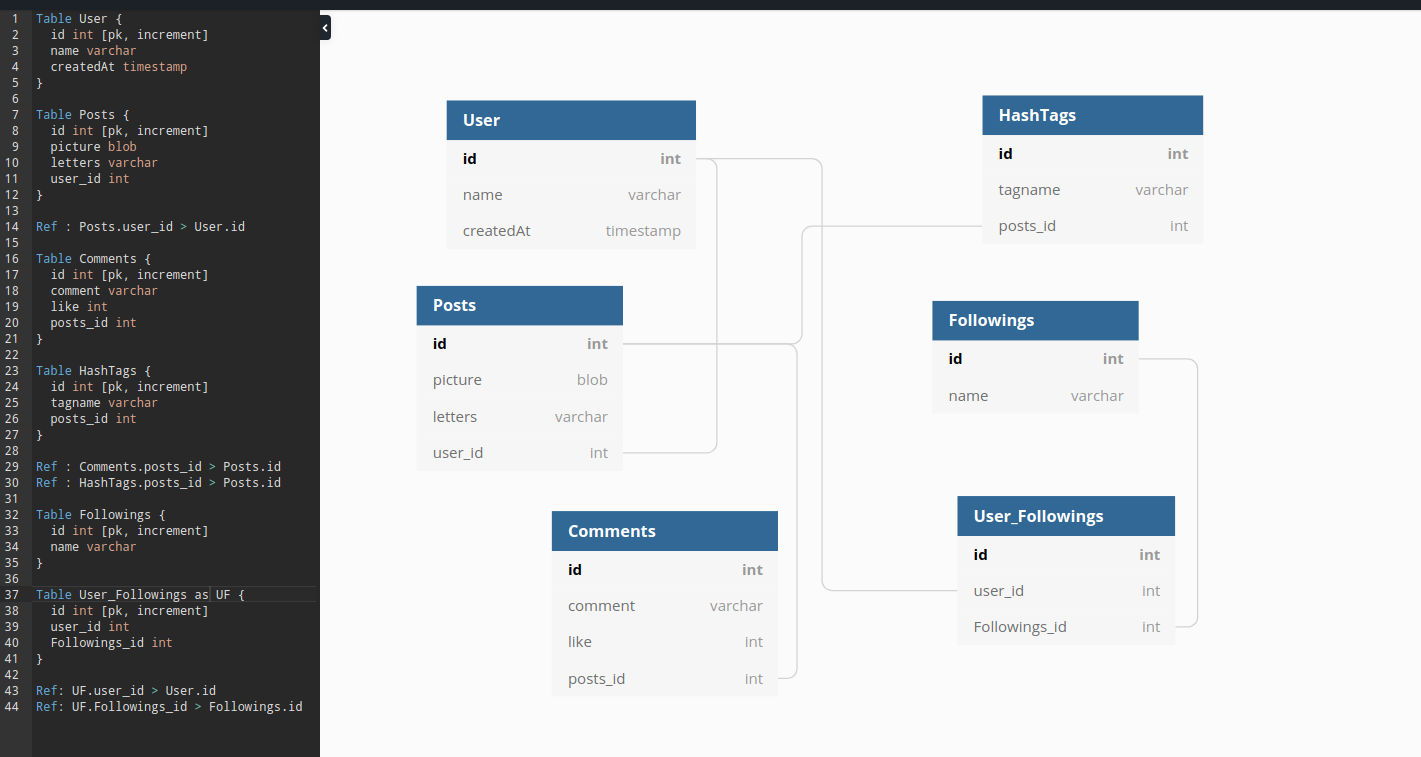 1 Table User {
2 id int [pk, increment]
3 name varchar
4 createdAt timestamp
5 }
6
7 Table Posts {
8 id int [pk, increment]
9 picture blob
10 letters varchar
11 user_id int
12 }
13
14 Ref : Posts.user_id > User.id
15
16 Table Comments {
17 id int [pk, increment]
18 comment varchar
19 like int
20 posts_id int
21 }
22
23 Table HashTags {
24 id int [pk, increment]
25 tagname varchar
26 posts_id int
27 }
28
29 Ref : Comments.posts_id > Posts.id
30 Ref : HashTags.posts_id > Posts.id
31
32 Table Followings {
33 id int [pk, increment]
34 name varchar
35 }
36
37 Table User_Followings as UF {
38 id int [pk, increment]
39 user_id int
40 Followings_id int
41 }
42
43 Ref: UF.user_id > User.id
44 Ref: UF.Followings_id > Followings.id
User
id int
name varchar
createdAt timestamp
Posts
id int
picture blob
letters varchar
user_id int
Comments
id int
comment varchar
like int
posts_id int
HashTags
id int
tagname varchar
posts_id int
Followings
id int
name varchar
User_Followings
id int
user_id int
Followings_id int